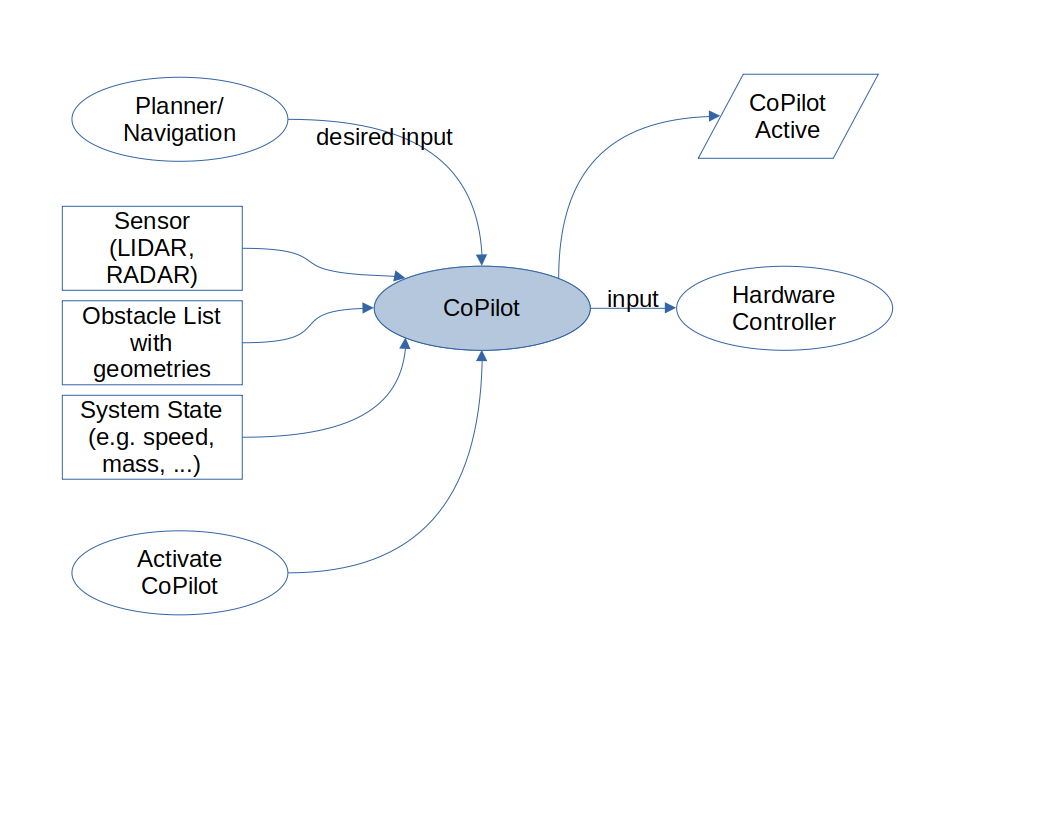 Planner/
Navigation
desired input
CoPilot
Active
Sensor
(LIDAR,
RADAR)
Obstacle List
with
geometries
CoPilot
input
Hardware
Controller
System State
(e.g. speed,
mass, ...)
Activate
CoPilot